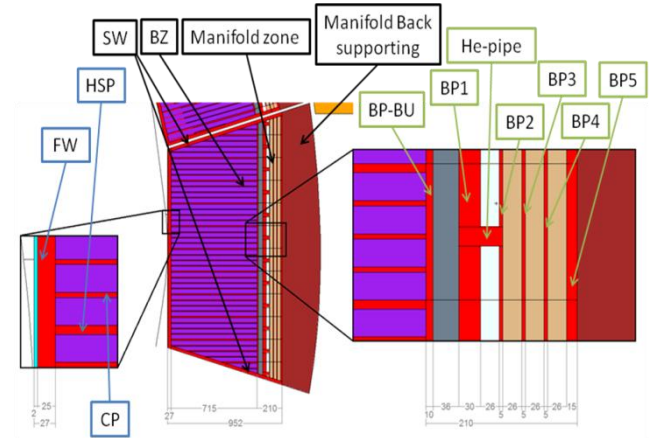 SW
BZ
Manifold zone
Manifold Back
supporting
He-pipe
HSP
FW
BP-BU
BP1
BP2
BP3
BP4
BP5
CP
2
25
27
27
715
210
952
10
36
30
26
5
26
5
26
5
26
15
210